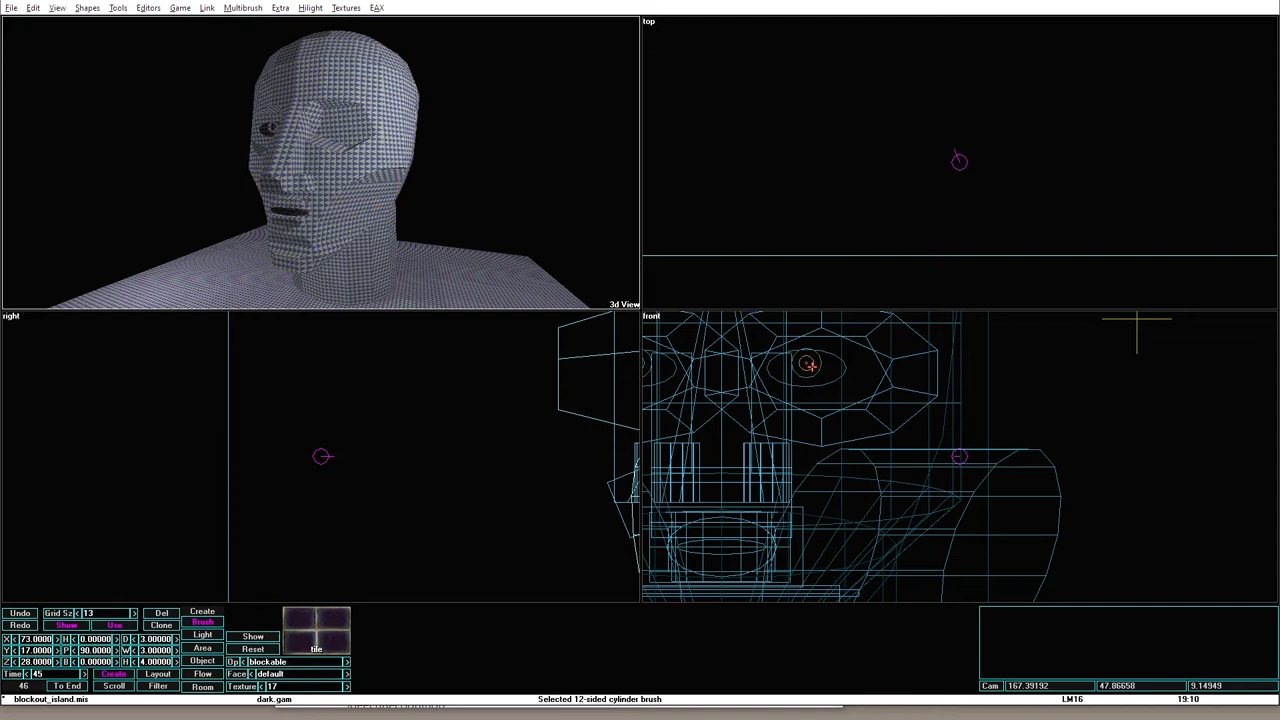 File Edit View Shapes Tools Editors Game Link Multibrush Extra Hilight Textures EAX
top
3d View
right
front
Undo Grid Sz < 13 > Del Create
Redo Show Use Clone Brush
X < 73.0000 > H < 0.00000 > D < 3.00000 > Light Show
Y < 17.0000 > P < 90.0000 > W < 3.00000 > Area Reset tile
Z < 28.0000 > B < 0.00000 > H < 4.00000 > Object Op < blockable >
Time < 45 > Create Layout Flow Face < default >
46 To End Scroll Filter Room Texture < 17 >
Cam 167.39192 47.86658 9.14949
* blockout_island.mis dark.gam Selected 12-sided cylinder brush LM16 19:10